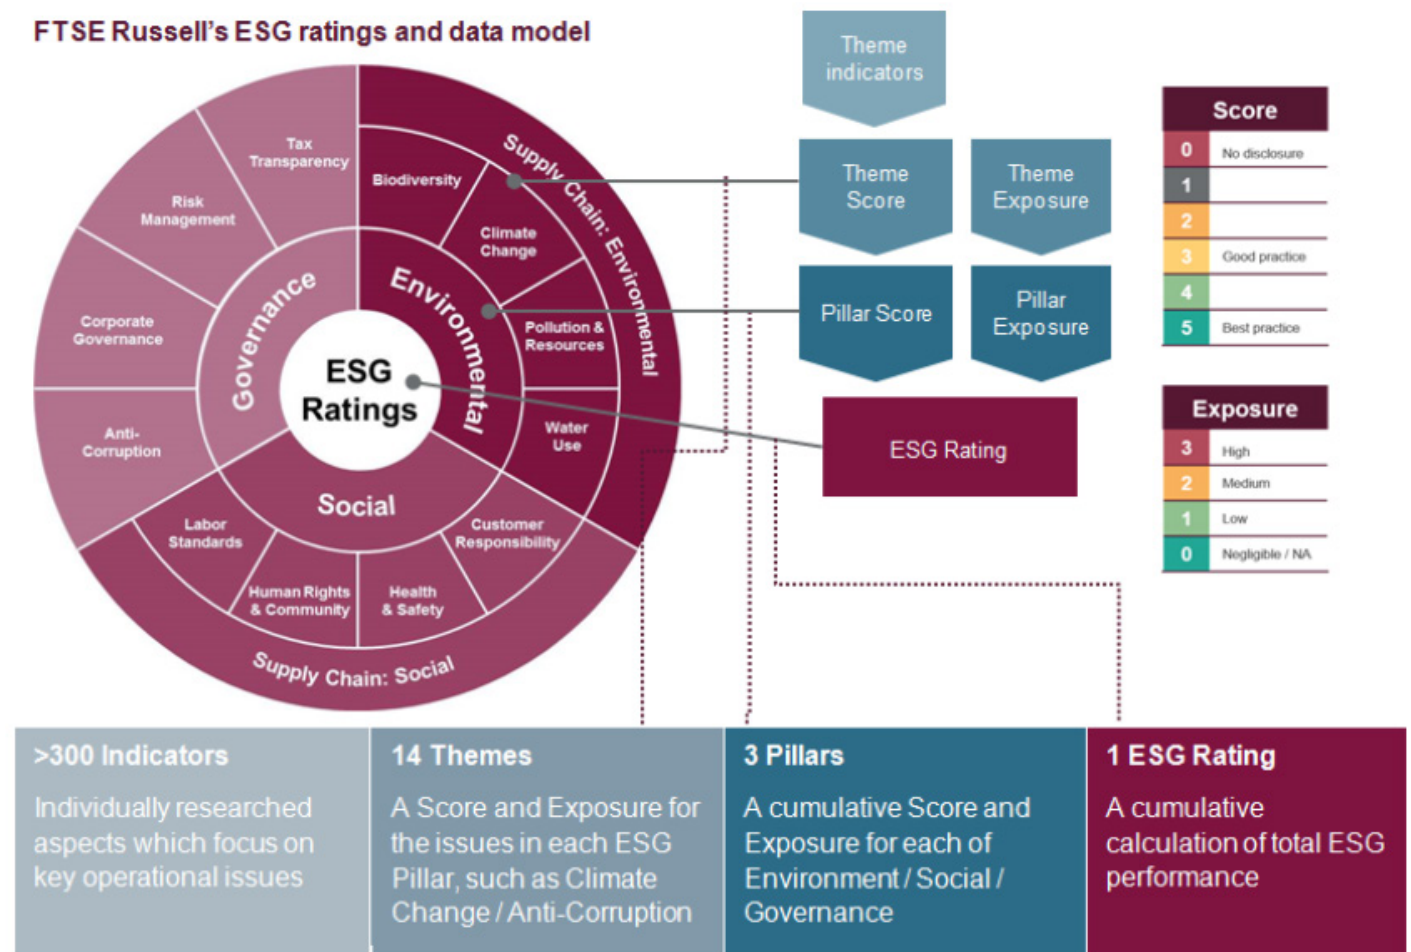 FTSE Russell's ESG ratings and data model
Tax
Transparency
Risk
Management
Corporate
Governance
Anti-
Corruption
Governance
Biodiversity
Climate
Change
Pollution &
Resources
Water
Use
Environmental
Supply Chain: Environmental
ESG
Ratings
Social
Labor
Standards
Human Rights
& Community
Health
& Safety
Customer
Responsibility
Supply Chain: Social
Theme
indicators
Theme
Score
Theme
Exposure
Pillar Score
Pillar
Exposure
ESG Rating
Score
0 No disclosure
1
2
3 Good practice
4
5 Best practice
Exposure
3 High
2 Medium
1 Low
0 Negligible / NA
>300 Indicators
Individually researched
aspects which focus on
key operational issues
14 Themes
A Score and Exposure for
the issues in each ESG
Pillar, such as Climate
Change / Anti-Corruption
3 Pillars
A cumulative Score and
Exposure for each of
Environment / Social /
Governance
1 ESG Rating
A cumulative
calculation of total ESG
performance